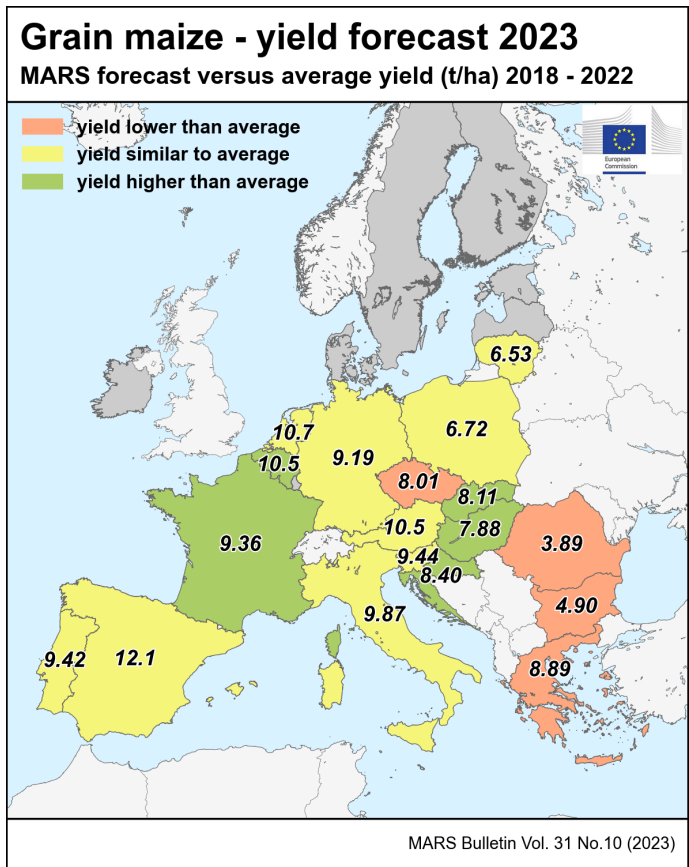 Grain maize - yield forecast 2023
MARS forecast versus average yield (t/ha) 2018 - 2022
yield lower than average
yield similar to average
yield higher than average
European
Commission
6.53
10.7
6.72
10.5
9.19
8.01
8.11
9.36
10.5
7.88
3.89
9.44
8.40
9.87
4.90
9.42
12.1
8.89
MARS Bulletin Vol. 31 No.10 (2023)